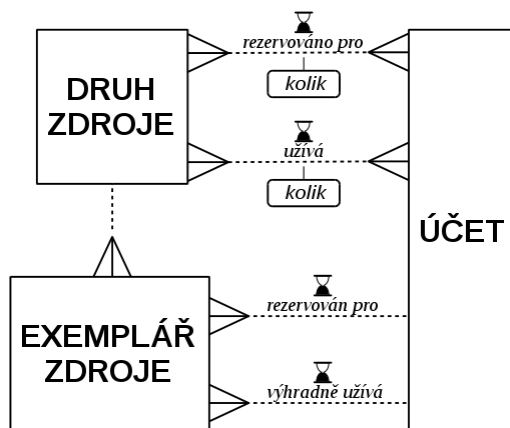 rezervováno pro
kolik
DRUH
ZDROJE
užívá
kolik
ÚČET
rezervován pro
EXEMPLÁŘ
ZDROJE
výhradně užívá